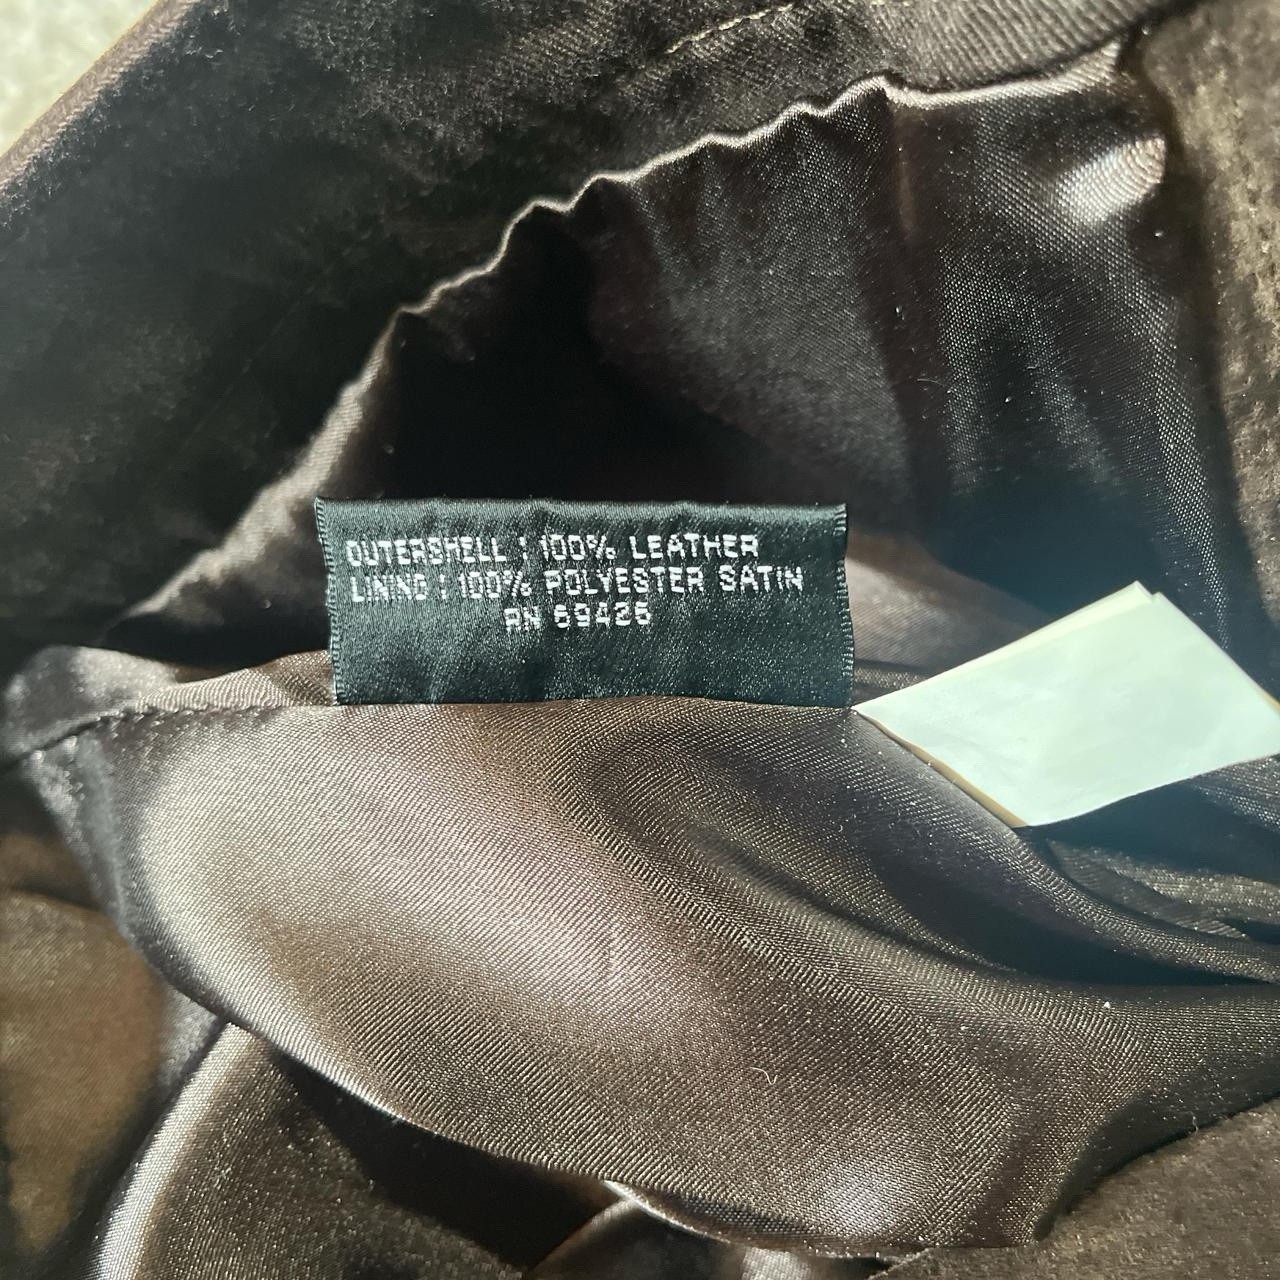 OUTERSHELL : 100% LEATHER
LINING : 100% POLYESTER SATIN
RN 69426